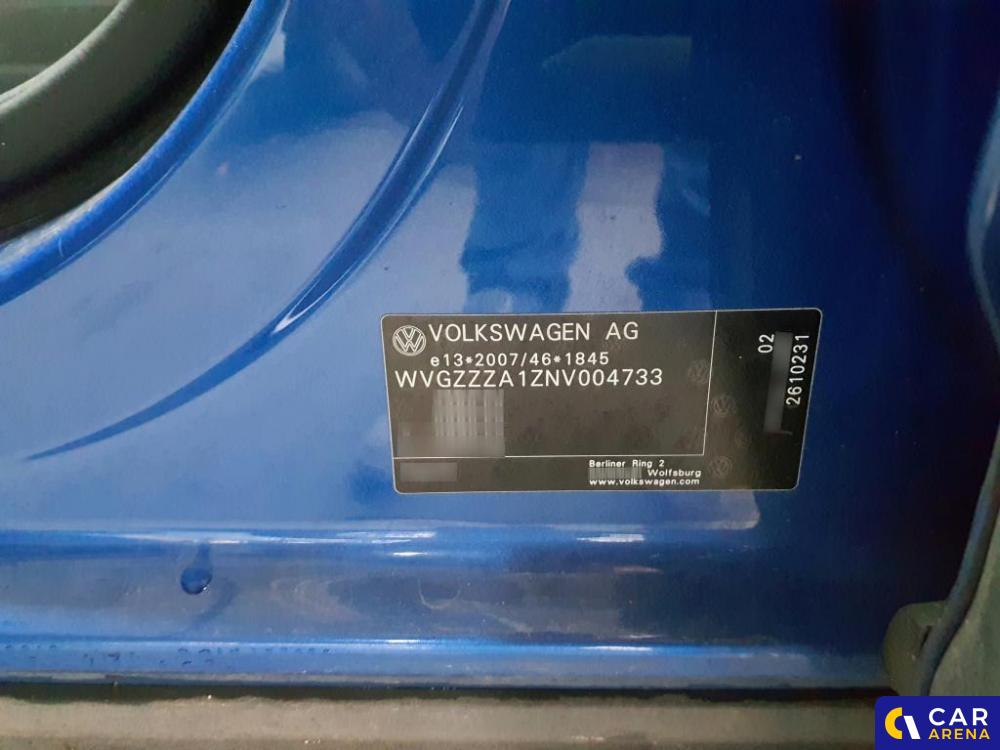 VOLKSWAGEN AG
e13*2007/46*1845
WVGZZZA1ZNV004733
02
2610231
Berliner Ring 2
Wolfsburg
www.volkswagen.com
CAR
ARENA